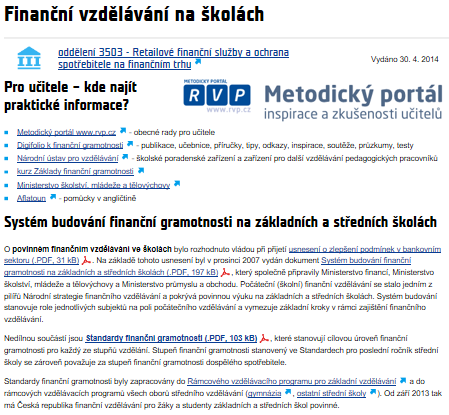 Finanční vzdělávání na školách
oddělení 3503 - Retailové finanční služby a ochrana
spotřebitele na finančním trhu
Vydáno 30. 4. 2014
Pro učitele – kde najít
praktické informace?
METODICKÝ PORTÁL
RVP
www.rvp.cz
Metodický portál
inspirace a zkušenosti učitelů
Metodický portál www.rvp.cz - obecné rady pro učitele
Digifolio k finanční gramotnosti - publikace, učebnice, příručky, tipy, odkazy, inspirace, soutěže, průzkumy, testy
Národní ústav pro vzdělávání - školské poradenské zařízení a zařízení pro další vzdělávání pedagogických pracovníků
kurz Základy finanční gramotnosti
Ministerstvo školství, mládeže a tělovýchovy
Aflatoun - pomůcky v angličtině
Systém budování finanční gramotnosti na základních a středních školách
O povinném finančním vzdělávání ve školách bylo rozhodnuto vládou při přijetí usnesení o zlepšení podmínek v bankovním
sektoru (.PDF, 31 kB) . Na základě tohoto usnesení byl v prosinci 2007 vydán dokument Systém budování finanční
gramotnosti na základních a středních školách (.PDF, 197 kB) , který společně připravily Ministerstvo financí, Ministerstvo
školství, mládeže a tělovýchovy a Ministerstvo průmyslu a obchodu. Počáteční (školní) finanční vzdělávání se stalo jedním z
pilířů Národní strategie finančního vzdělávání a pokrývá povinnou výuku na základních a středních školách. Systém budování
stanovuje role jednotlivých subjektů na poli počátečního vzdělávání a vymezuje základní kroky v rámci zajištění finančního
vzdělávání.
Nedílnou součástí jsou Standardy finanční gramotnosti (.PDF, 103 kB) , které stanovují cílovou úroveň finanční
gramotnosti pro každý ze stupňů vzdělání. Stupeň finanční gramotnosti stanovený ve Standardech pro poslední ročník střední
školy se zároveň považuje za stupeň finanční gramotnosti dospělého spotřebitele.
Standardy finanční gramotnosti byly zapracovány do Rámcového vzdělávacího programu pro základní vzdělávání a do
rámcových vzdělávacích programů všech oborů středního vzdělávání (gymnázia , ostatní střední školy ). Od září 2013 tak
má Česká republika finanční vzdělávání pro žáky a studenty základních a středních škol povinné.